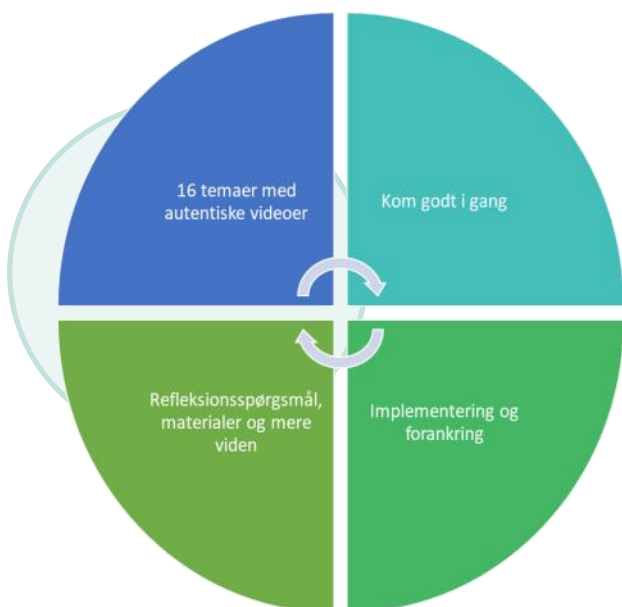 16 temaer med
autentiske videoer
Kom godt i gang
Refleksionsspørgsmål,
materialer og mere
viden
Implementering og
forankring